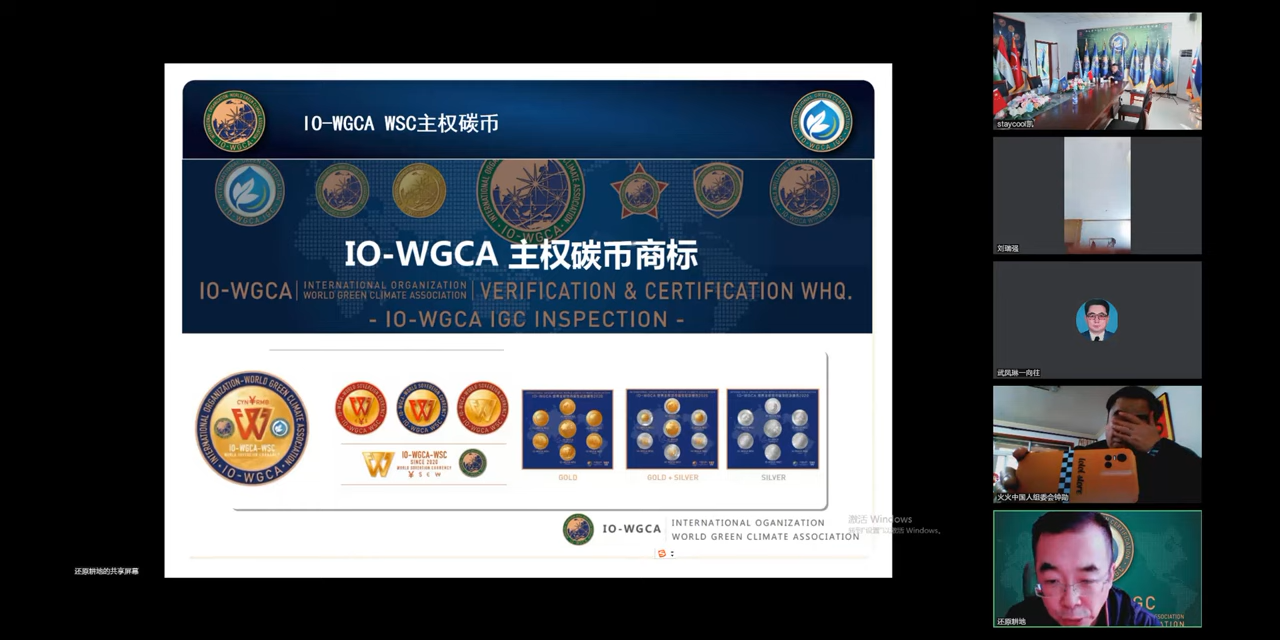 IO-WGCA WSC主权碳币
IO-WGCA 主权碳币商标
IO-WGCA
INTERNATIONAL ORGANIZATION
WORLD GREEN CLIMATE ASSOCIATION
VERIFICATION & CERTIFICATION WHQ.
- IO-WGCA IGC INSPECTION -
INTERNATIONAL ORGANIZATION-WORLD GREEN CLIMATE ASSOCIATION
CYN¥RMB
IO-WGCA-WSC
IO-WGCA
IO-WGCA-WSC
SINCE 2020
WORLD SOVEREIGN CURRENCY
GOLD
GOLD + SILVER
SILVER
IO-WGCA
INTERNATIONAL OGANIZATION
WORLD GREEN CLIMATE ASSOCIATION
激活 Windows
还原耕地的共享屏幕
staycool凯
刘瑞强
武凤琳一向往
火火中国人组委会钟勋
还原耕地